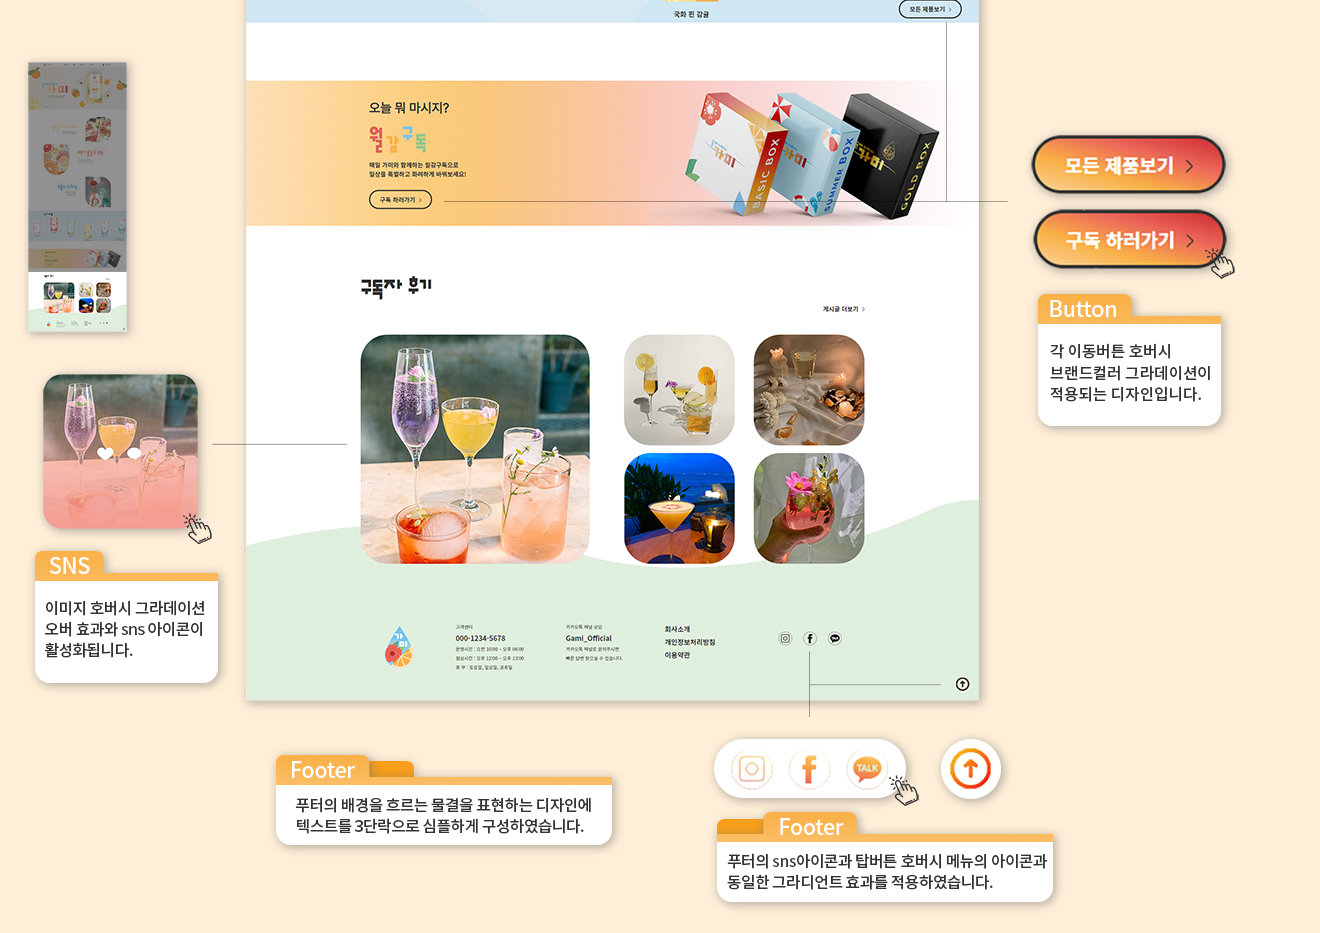 국화 핀 감귤
모든 제품보기
오늘 뭐 마시지?
월감구독
매일 가미와 함께하는 월감구독으로
일상을 특별하고 화려하게 바꿔보세요!
구독 하러가기
가미
BASIC BOX
가미
SUMMER BOX
가미
GOLD BOX
모든 제품보기
구독 하러가기
Button
각 이동버튼 호버시
브랜드컬러 그라데이션이
적용되는 디자인입니다.
구독자 후기
게시글 더보기
SNS
이미지 호버시 그라데이션
오버 효과와 sns 아이콘이
활성화됩니다.
가미
고객센터
000-1234-5678
운영시간 : 오전 10:00 ~ 오후 06:00
점심시간 : 오후 12:00 ~ 오후 13:00
휴 무 : 토요일, 일요일, 공휴일
카카오톡 채널 상담
Gami_Official
카카오톡 채널로 문의주시면
빠른 답변 받으실 수 있습니다.
회사소개
개인정보처리방침
이용약관
TALK
Footer
푸터의 배경을 흐르는 물결을 표현하는 디자인에
텍스트를 3단락으로 심플하게 구성하였습니다.
Footer
푸터의 sns아이콘과 탑버튼 호버시 메뉴의 아이콘과
동일한 그라디언트 효과를 적용하였습니다.